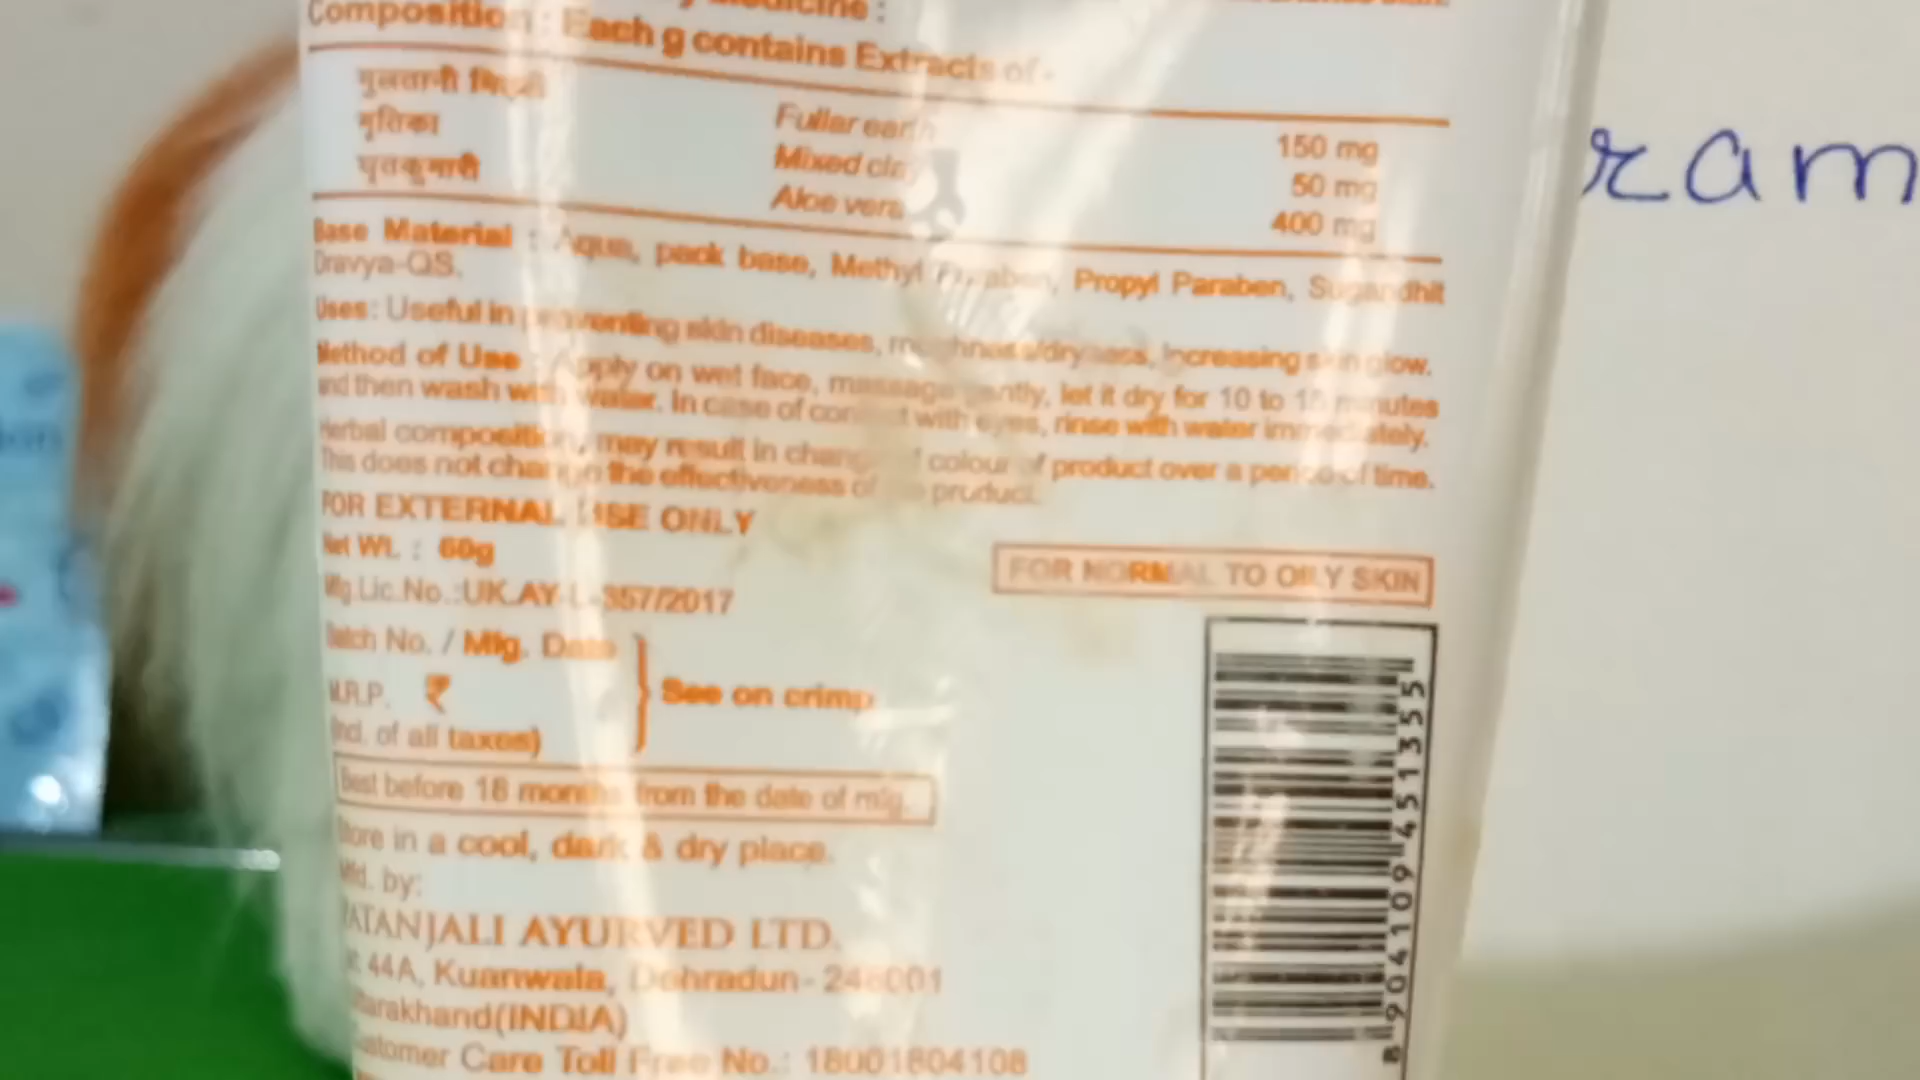 Composition : Each g contains Extracts of-
मुलतानी मिट्टी Fullar earth 150 mg
मृतिका Mixed clay 50 mg
घृतकुमारी Aloe vera 400 mg
Base Material : Aqua, pack base, Methyl Paraben, Propyl Paraben, Sugandhit
Dravya-QS.
Uses: Useful in preventing skin diseases, roughness/dryness, increasing skin glow.
Method of Use : Apply on wet face, massage gently, let it dry for 10 to 15 minutes
and then wash with water. In case of contact with eyes, rinse with water immediately.
Herbal composition, may result in change of colour of product over a period of time.
This does not change the effectiveness of the product.
FOR EXTERNAL USE ONLY
Net Wt. : 60g
FOR NORMAL TO OILY SKIN
Mfg.Lic.No.:UK.AY-L-357/2017
Batch No. / Mfg. Date
M.R.P. ₹ See on crimp
(Incl. of all taxes)
Best before 18 months from the date of mfg.
Store in a cool, dark & dry place.
Mfd. by:
PATANJALI AYURVED LTD.
44A, Kuanwala, Dehradun- 248001
Uttarakhand(INDIA)
Customer Care Toll Free No.: 18001804108
8 904109 451355
ram